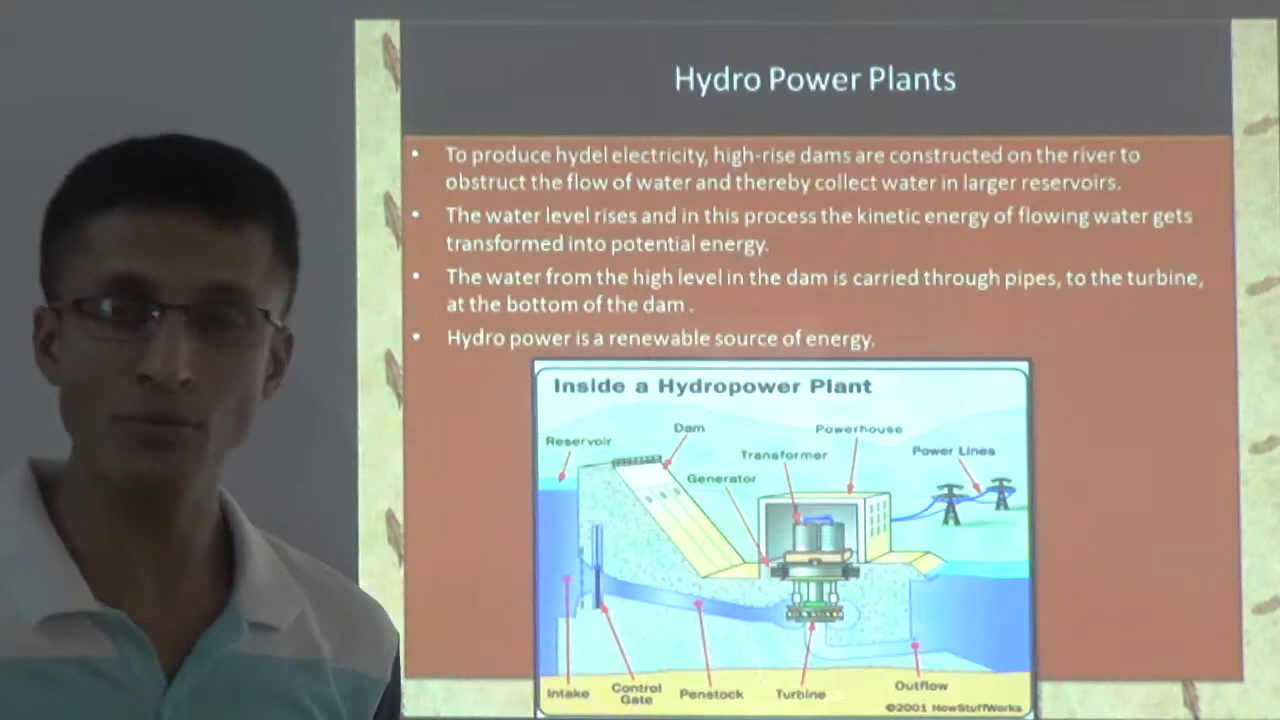 Hydro Power Plants
• To produce hydel electricity, high-rise dams are constructed on the river to
obstruct the flow of water and thereby collect water in larger reservoirs.
• The water level rises and in this process the kinetic energy of flowing water gets
transformed into potential energy.
• The water from the high level in the dam is carried through pipes, to the turbine,
at the bottom of the dam .
• Hydro power is a renewable source of energy.
Inside a Hydropower Plant
Reservoir
Dam
Generator
Transformer
Powerhouse
Power Lines
Intake
Control
Gate
Penstock
Turbine
Outflow
©2001 HowStuffWorks